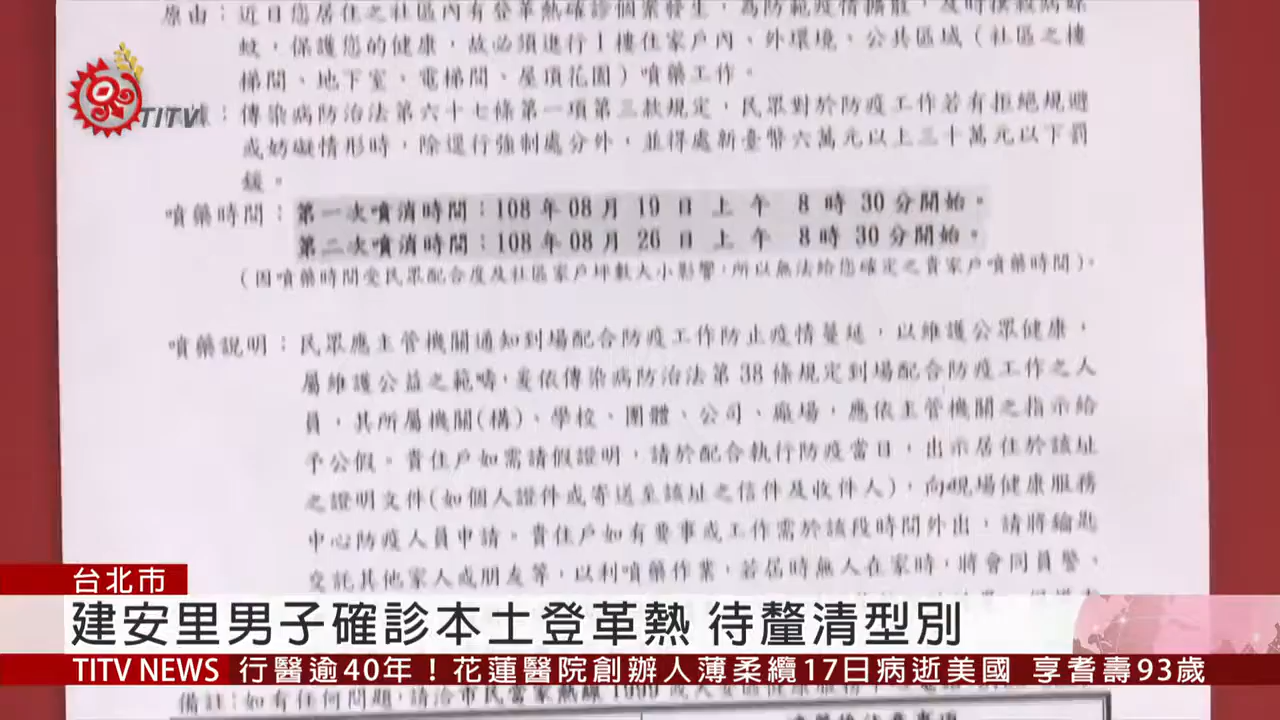 原由：近日您居住之社區內有登革熱確診個案發生，為防範疫情擴散，及時撲殺病媒
蚊，保護您的健康，故必須進行1樓住家戶內、外環境、公共區域（社區之樓
梯間、地下室、電梯間、屋頂花園）噴藥工作。
TITV
：傳染病防治法第六十七條第一項第三款規定，民眾對於防疫工作若有拒絕規避
或妨礙情形時，除逕行強制處分外，並得處新臺幣六萬元以上三十萬元以下罰
鍰。
噴藥時間：第一次噴消時間：108年08月19日上午8時30分開始。
第二次噴消時間：108年08月26日上午8時30分開始。
（因噴藥時間受民眾配合度及社區家戶坪數大小影響，所以無法給您確定之貴家戶噴藥時間）。
噴藥說明：民眾應主管機關通知到場配合防疫工作防止疫情蔓延，以維護公眾健康，
屬維護公益之範疇，爰依傳染病防治法第38條規定到場配合防疫工作之人
員，其所屬機關(構)、學校、團體、公司、廠場，應依主管機關之指示給
予公假。貴住戶如需請假證明，請於配合執行防疫當日，出示居住於該址
之證明文件(如個人證件或寄送至該址之信件及收件人)，向現場健康服務
中心防疫人員申請。貴住戶如有要事或工作需於該段時間外出，請將鑰匙
交託其他家人或朋友等，以利噴藥作業，若屆時無人在家時，將會同員警、
台北市
建安里男子確診本土登革熱 待釐清型別
TITV NEWS 行醫逾40年！花蓮醫院創辦人薄柔纜17日病逝美國 享耆壽93歲
備註：如有任何問題，請洽市民當家熱線1999